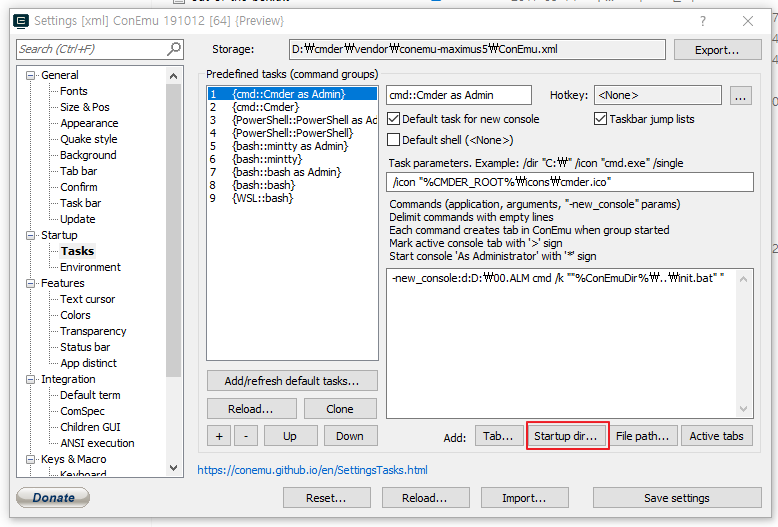 Settings [xml] ConEmu 191012 [64] {Preview}
Search (Ctrl+F)
Storage:
D:₩cmder₩vendor₩conemu-maximus5₩ConEmu.xml
Export...
General
Fonts
Size & Pos
Appearance
Quake style
Background
Tab bar
Confirm
Task bar
Update
Startup
Tasks
Environment
Features
Text cursor
Colors
Transparency
Status bar
App distinct
Integration
Default term
ComSpec
Children GUI
ANSI execution
Keys & Macro
Keyboard
Predefined tasks (command groups)
1 {cmd::Cmder as Admin}
2 {cmd::Cmder}
3 {PowerShell::PowerShell as Ad
4 {PowerShell::PowerShell}
5 {bash::mintty as Admin}
6 {bash::mintty}
7 {bash::bash as Admin}
8 {bash::bash}
9 {WSL::bash}
cmd::Cmder as Admin
Hotkey:
<None>
...
Default task for new console
Taskbar jump lists
Default shell (<None>)
Task parameters. Example: /dir "C:₩" /icon "cmd.exe" /single
/icon "%CMDER_ROOT%₩icons₩cmder.ico"
Commands (application, arguments, "-new_console" params)
Delimit commands with empty lines
Each command creates tab in ConEmu when group started
Mark active console tab with '>' sign
Start console 'As Administrator' with '*' sign
-new_console:d:D:₩00.ALM cmd /k ""%ConEmuDir%₩..₩init.bat" "
Add/refresh default tasks...
Reload...
Clone
+
-
Up
Down
Add:
Tab...
Startup dir...
File path...
Active tabs
https://conemu.github.io/en/SettingsTasks.html
Donate
Reset...
Reload...
Import...
Save settings